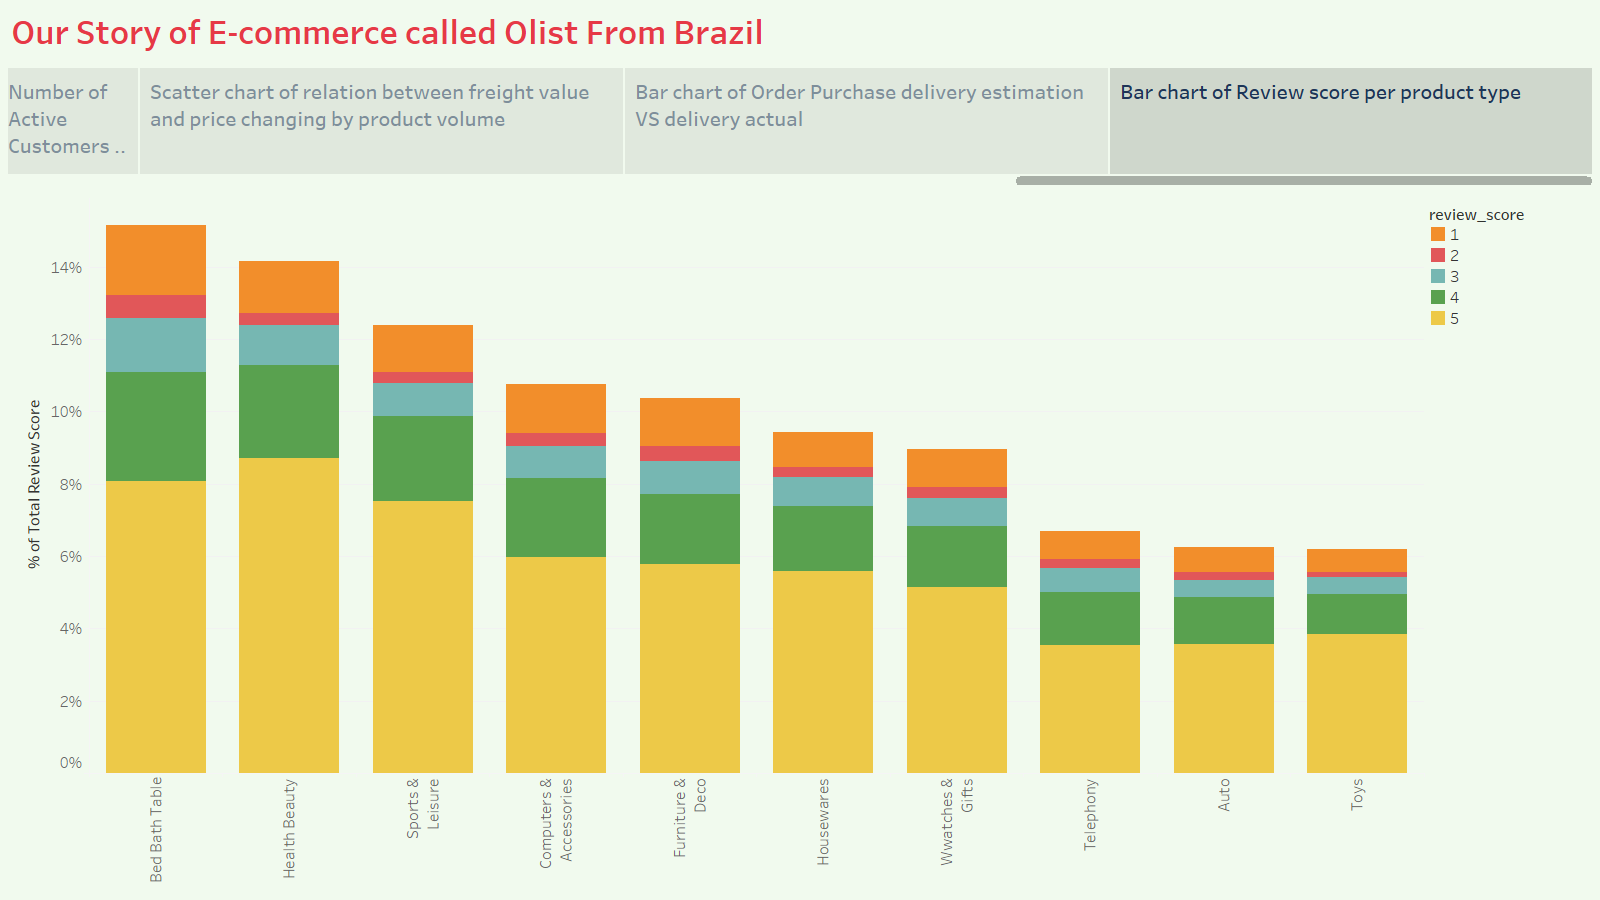 Our Story of E-commerce called Olist From Brazil
Number of
Active
Customers ..
Scatter chart of relation between freight value
and price changing by product volume
Bar chart of Order Purchase delivery estimation
VS delivery actual
Bar chart of Review score per product type
review_score
1
2
3
4
5
% of Total Review Score
14%
12%
10%
8%
6%
4%
2%
0%
Bed Bath Table
Health Beauty
Sports &
Leisure
Computers &
Accessories
Furniture &
Deco
Housewares
Wwatches &
Gifts
Telephony
Auto
Toys